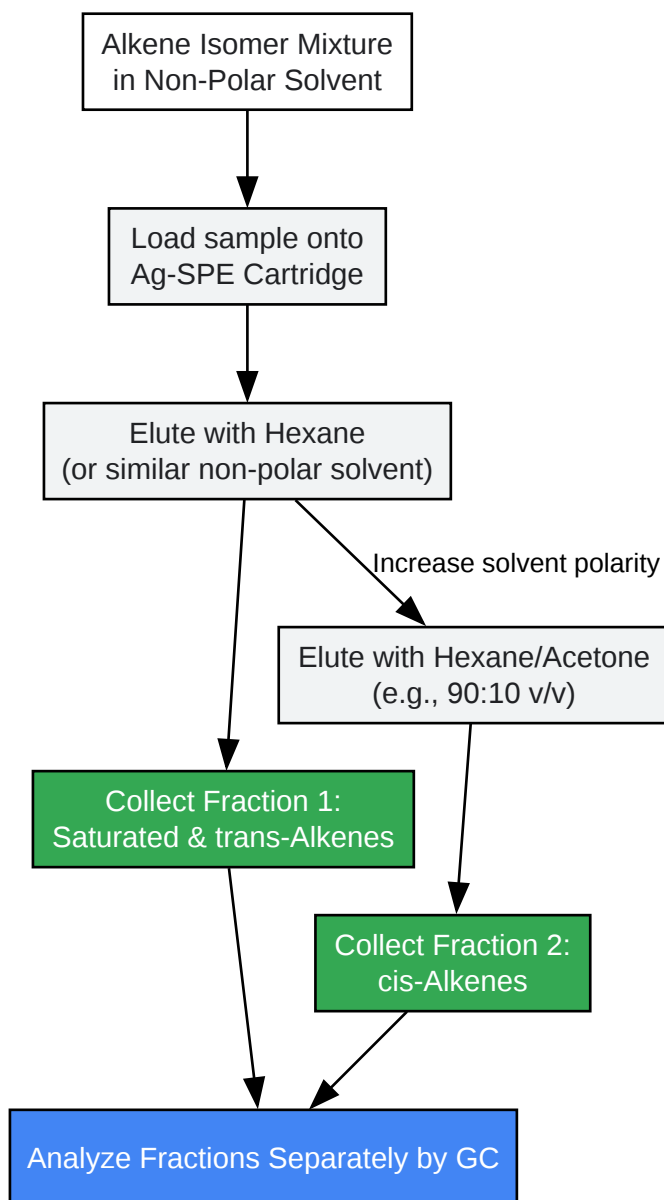 Alkene Isomer Mixture
in Non-Polar Solvent
Load sample onto
Ag-SPE Cartridge
Elute with Hexane
(or similar non-polar solvent)
Increase solvent polarity
Elute with Hexane/Acetone
(e.g., 90:10 v/v)
Collect Fraction 1:
Saturated & trans-Alkenes
Collect Fraction 2:
cis-Alkenes
Analyze Fractions Separately by GC